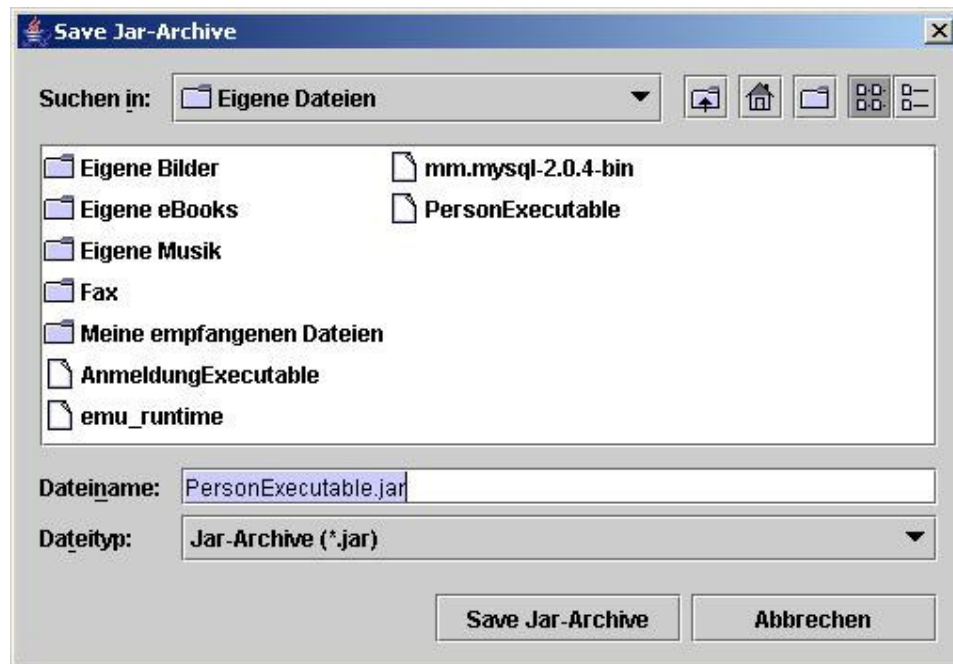 Save Jar-Archive
Suchen in: Eigene Dateien
Eigene Bilder
Eigene eBooks
Eigene Musik
Fax
Meine empfangenen Dateien
AnmeldungExecutable
emu_runtime
mm.mysql-2.0.4-bin
PersonExecutable
Dateiname: PersonExecutable.jar
Dateityp: Jar-Archive (*.jar)
Save Jar-Archive Abbrechen